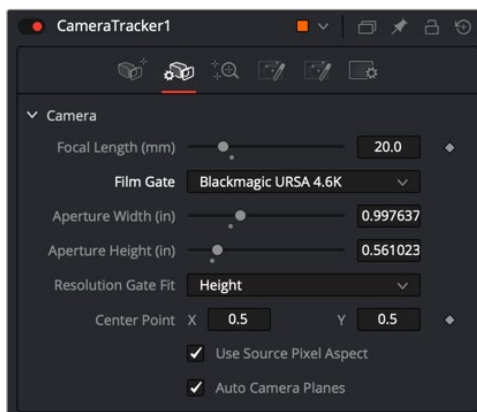 CameraTracker1
Camera
Focal Length (mm) 20.0
Film Gate Blackmagic URSA 4.6K
Aperture Width (in) 0.997637
Aperture Height (in) 0.561023
Resolution Gate Fit Height
Center Point X 0.5 Y 0.5
Use Source Pixel Aspect
Auto Camera Planes